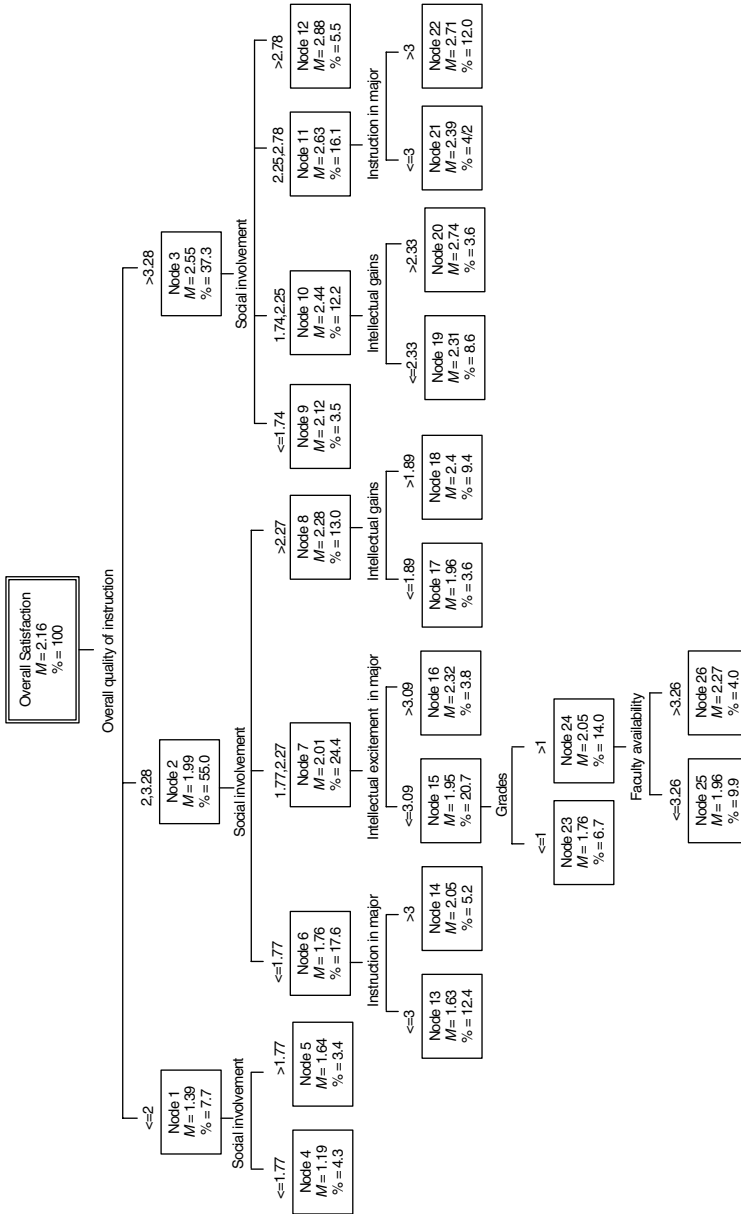 Overall Satisfaction
M = 2.16
% = 100
Overall quality of instruction
<=2
2,3.28
>3.28
Node 1
M = 1.39
% = 7.7
Node 2
M = 1.99
% = 55.0
Node 3
M = 2.55
% = 37.3
Social involvement
Social involvement
Social involvement
<=1.77
>1.77
<=1.77
1.77,2.27
>2.27
<=1.74
1.74,2.25
2.25,2.78
>2.78
Node 4
M = 1.19
% = 4.3
Node 5
M = 1.64
% = 3.4
Node 6
M = 1.76
% = 17.6
Node 7
M = 2.01
% = 24.4
Node 8
M = 2.28
% = 13.0
Node 9
M = 2.12
% = 3.5
Node 10
M = 2.44
% = 12.2
Node 11
M = 2.63
% = 16.1
Node 12
M = 2.88
% = 5.5
Instruction in major
Intellectual excitement in major
Intellectual gains
Intellectual gains
Instruction in major
<=3
>3
<=3.09
>3.09
<=1.89
>1.89
<=2.33
>2.33
<=3
>3
Node 13
M = 1.63
% = 12.4
Node 14
M = 2.05
% = 5.2
Node 15
M = 1.95
% = 20.7
Node 16
M = 2.32
% = 3.8
Node 17
M = 1.96
% = 3.6
Node 18
M = 2.4
% = 9.4
Node 19
M = 2.31
% = 8.6
Node 20
M = 2.74
% = 3.6
Node 21
M = 2.39
% = 4/2
Node 22
M = 2.71
% = 12.0
Grades
<=1
>1
Node 23
M = 1.76
% = 6.7
Node 24
M = 2.05
% = 14.0
Faculty availability
<=3.26
>3.26
Node 25
M = 1.96
% = 9.9
Node 26
M = 2.27
% = 4.0